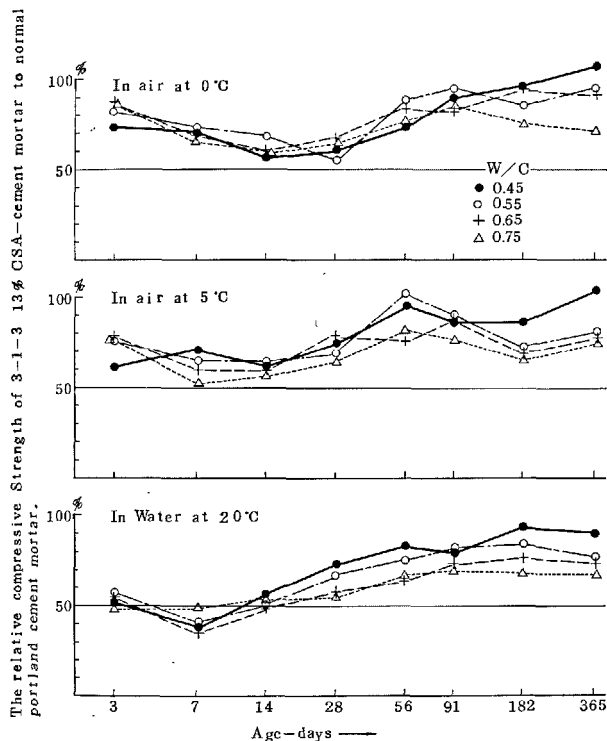 The relative compressive Strength of 3-1-3 13% CSA-cement mortar to normal
portland cement mortar.
%
100
50
In air at 0°C
W/C
● 0.45
○ 0.55
+ 0.65
△ 0.75
%
100
50
In air at 5°C
%
100
50
In Water at 20°C
3 7 14 28 56 91 182 365
Age-days →